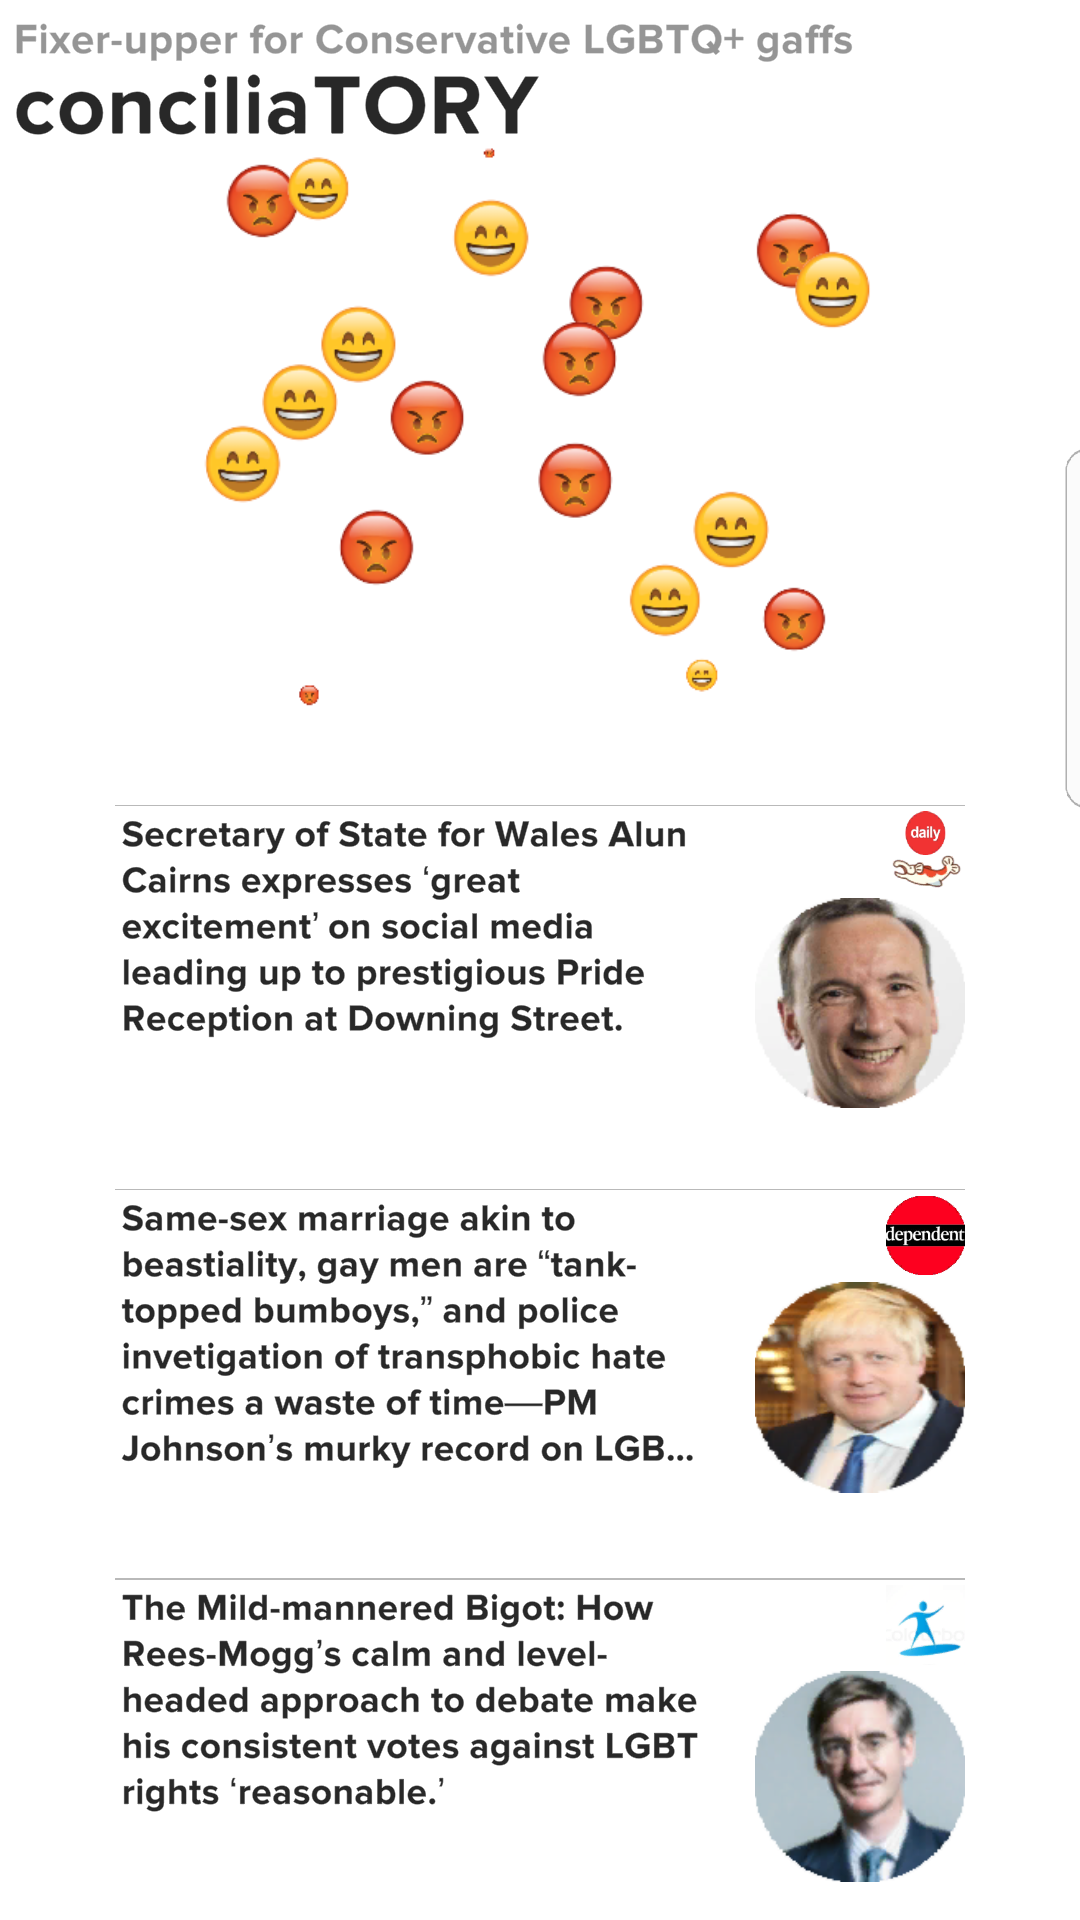 Fixer-upper for Conservative LGBTQ+ gaffs
conciliaTORY
Secretary of State for Wales Alun
Cairns expresses ‘great
excitement’ on social media
leading up to prestigious Pride
Reception at Downing Street.
daily
Same-sex marriage akin to
beastiality, gay men are “tank-
topped bumboys,” and police
invetigation of transphobic hate
crimes a waste of time—PM
Johnson’s murky record on LGB...
dependent
The Mild-mannered Bigot: How
Rees-Mogg’s calm and level-
headed approach to debate make
his consistent votes against LGBT
rights ‘reasonable.’